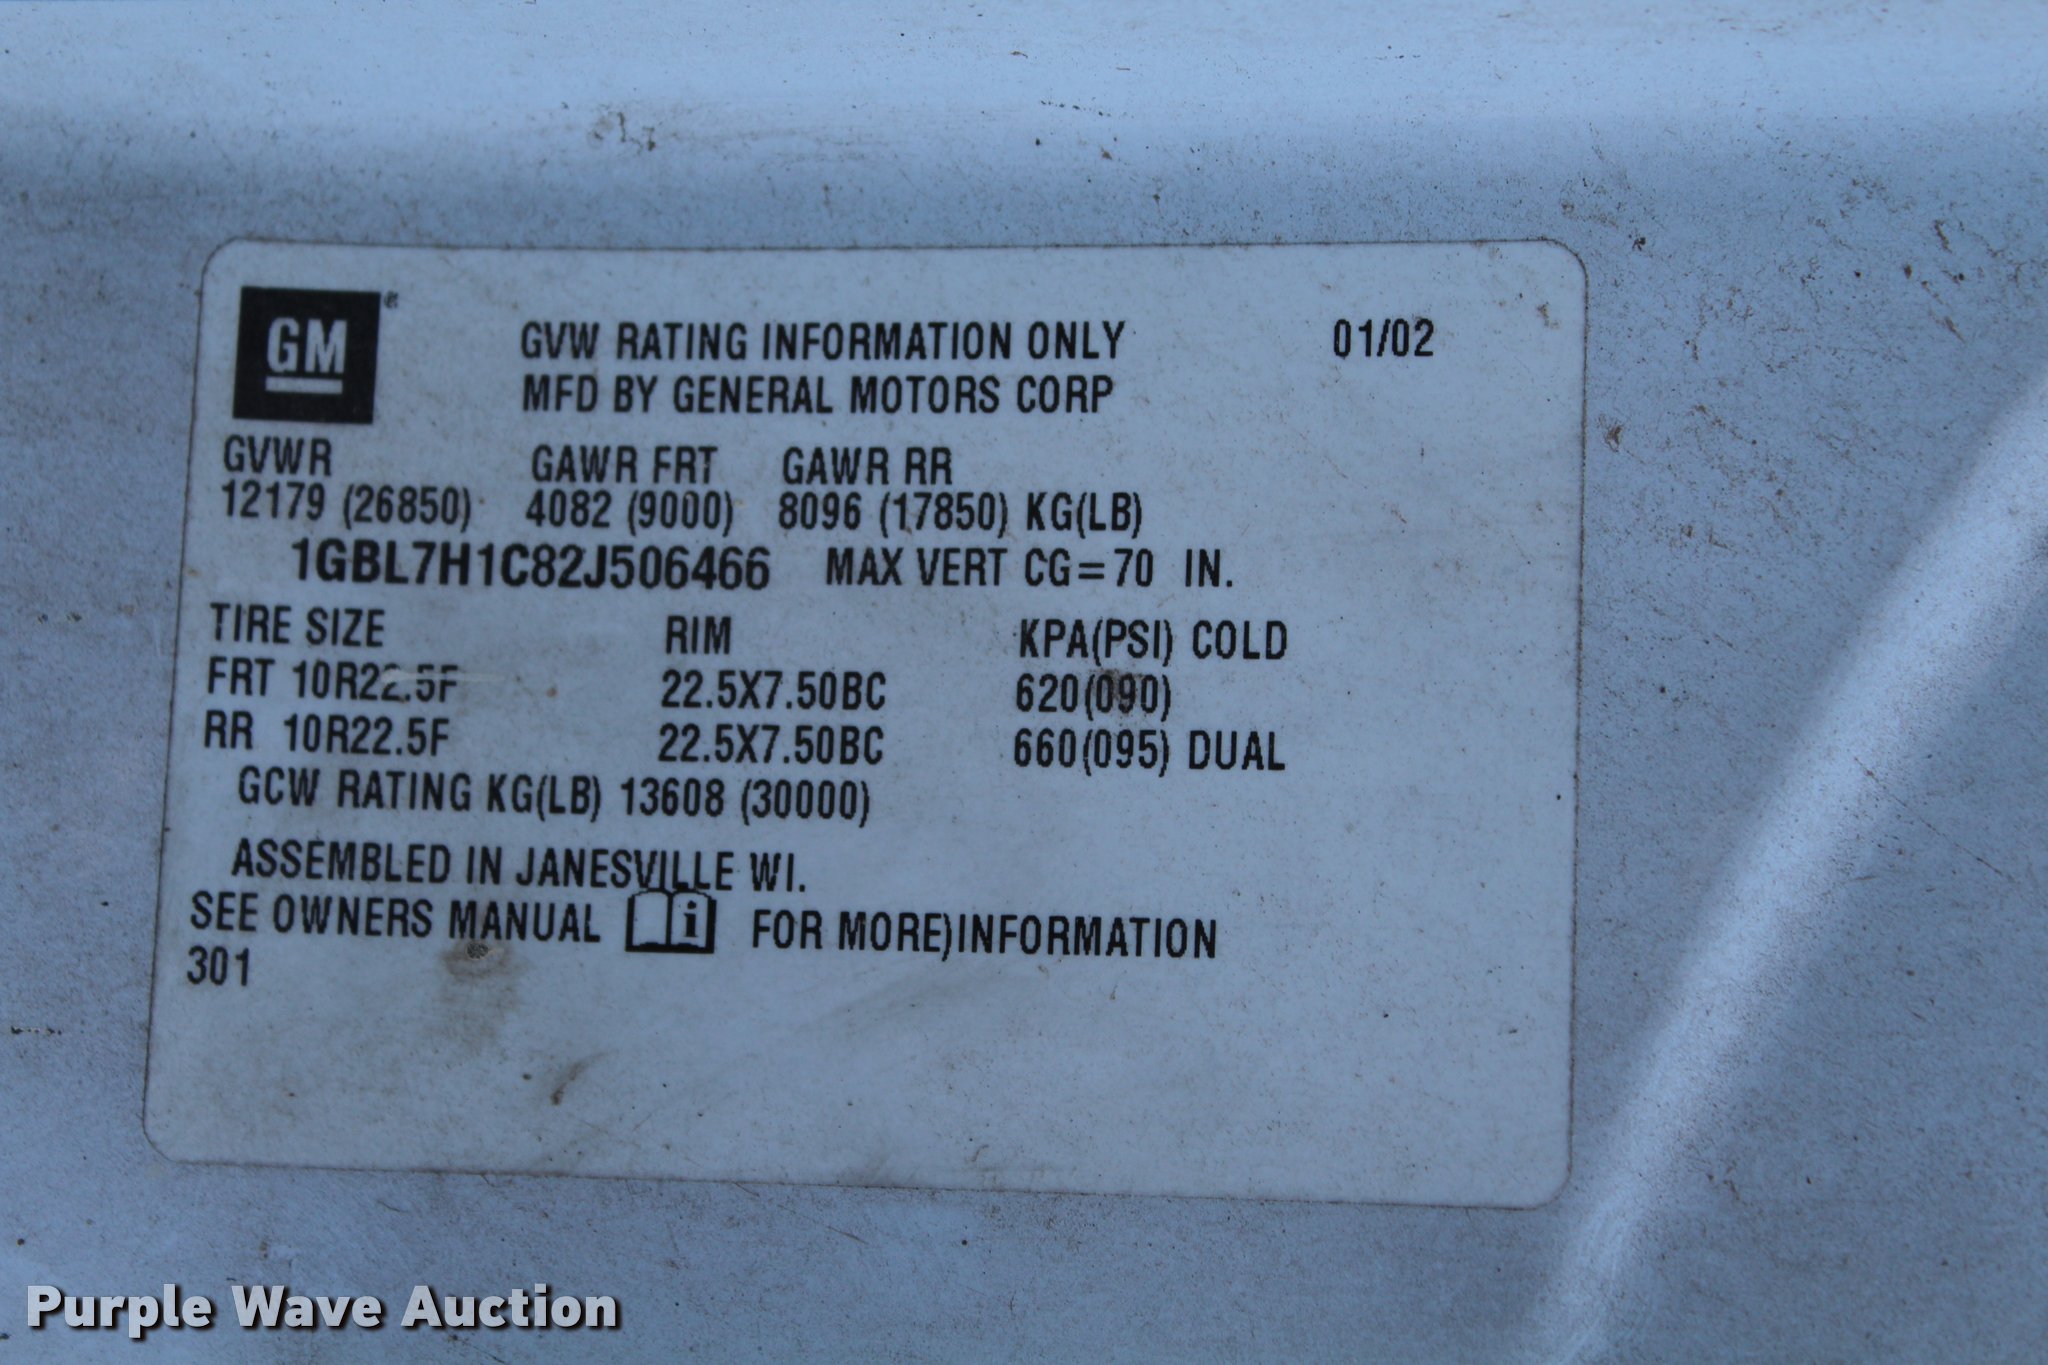 GM
GVW RATING INFORMATION ONLY 01/02
MFD BY GENERAL MOTORS CORP
GVWR GAWR FRT GAWR RR
12179 (26850) 4082 (9000) 8096 (17850) KG(LB)
1GBL7H1C82J506466 MAX VERT CG=70 IN.
TIRE SIZE RIM KPA(PSI) COLD
FRT 10R22.5F 22.5X7.50BC 620(090)
RR 10R22.5F 22.5X7.50BC 660(095) DUAL
GCW RATING KG(LB) 13608 (30000)
ASSEMBLED IN JANESVILLE WI.
SEE OWNERS MANUAL i FOR MORE)INFORMATION
301
Purple Wave Auction